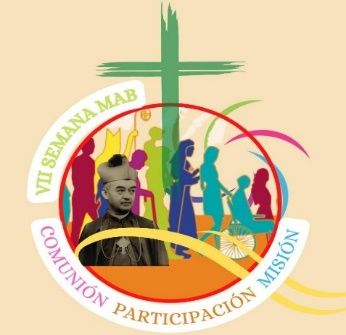 VII SEMANA MAB
COMUNIÓN PARTICIPACIÓN MISIÓN